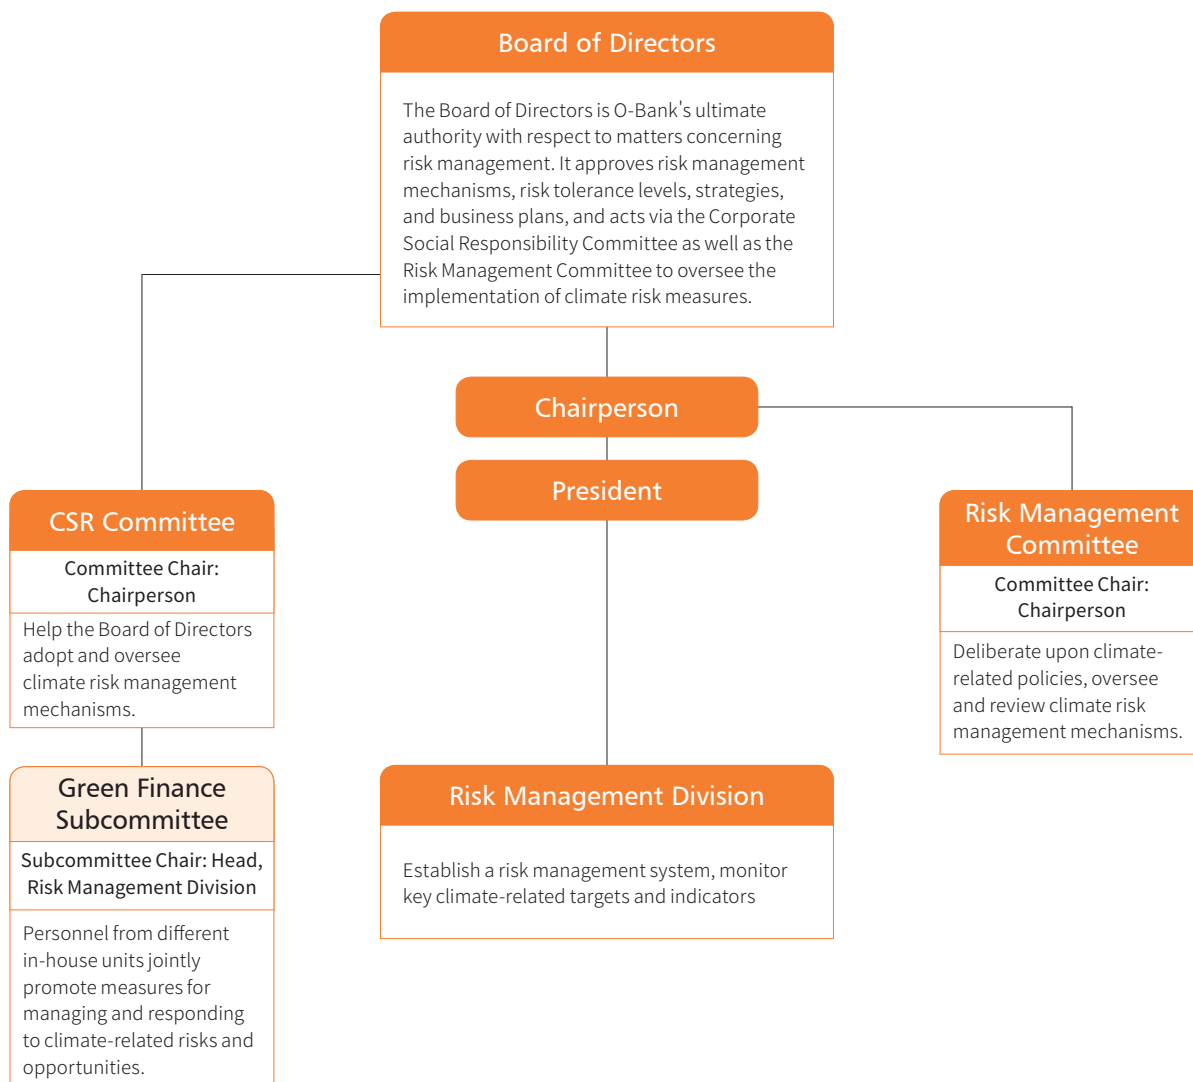 Board of Directors
The Board of Directors is O-Bank's ultimate
authority with respect to matters concerning
risk management. It approves risk management
mechanisms, risk tolerance levels, strategies,
and business plans, and acts via the Corporate
Social Responsibility Committee as well as the
Risk Management Committee to oversee the
implementation of climate risk measures.
Chairperson
President
CSR Committee
Committee Chair:
Chairperson
Help the Board of Directors
adopt and oversee
climate risk management
mechanisms.
Risk Management
Committee
Committee Chair:
Chairperson
Deliberate upon climate-
related policies, oversee
and review climate risk
management mechanisms.
Green Finance
Subcommittee
Subcommittee Chair: Head,
Risk Management Division
Personnel from different
in-house units jointly
promote measures for
managing and responding
to climate-related risks and
opportunities.
Risk Management Division
Establish a risk management system, monitor
key climate-related targets and indicators